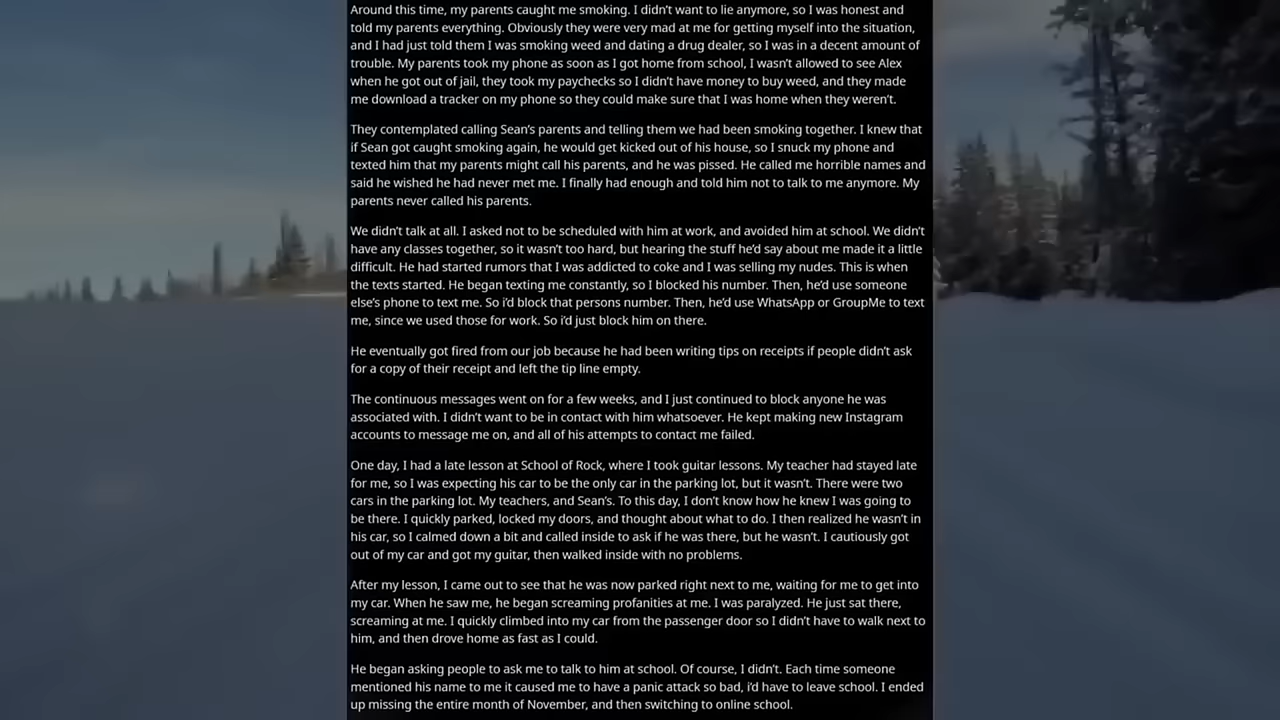 Around this time, my parents caught me smoking. I didn't want to lie anymore, so I was honest and
told my parents everything. Obviously they were very mad at me for getting myself into the situation,
and I had just told them I was smoking weed and dating a drug dealer, so I was in a decent amount of
trouble. My parents took my phone as soon as I got home from school, I wasn't allowed to see Alex
when he got out of jail, they took my paychecks so I didn't have money to buy weed, and they made
me download a tracker on my phone so they could make sure that I was home when they weren't.
They contemplated calling Sean's parents and telling them we had been smoking together. I knew that
if Sean got caught smoking again, he would get kicked out of his house, so I snuck my phone and
texted him that my parents might call his parents, and he was pissed. He called me horrible names and
said he wished he had never met me. I finally had enough and told him not to talk to me anymore. My
parents never called his parents.
We didn't talk at all. I asked not to be scheduled with him at work, and avoided him at school. We didn't
have any classes together, so it wasn't too hard, but hearing the stuff he'd say about me made it a little
difficult. He had started rumors that I was addicted to coke and I was selling my nudes. This is when
the texts started. He began texting me constantly, so I blocked his number. Then, he'd use someone
else's phone to text me. So i'd block that persons number. Then, he'd use WhatsApp or GroupMe to text
me, since we used those for work. So i'd just block him on there.
He eventually got fired from our job because he had been writing tips on receipts if people didn't ask
for a copy of their receipt and left the tip line empty.
The continuous messages went on for a few weeks, and I just continued to block anyone he was
associated with. I didn't want to be in contact with him whatsoever. He kept making new Instagram
accounts to message me on, and all of his attempts to contact me failed.
One day, I had a late lesson at School of Rock, where I took guitar lessons. My teacher had stayed late
for me, so I was expecting his car to be the only car in the parking lot, but it wasn't. There were two
cars in the parking lot. My teachers, and Sean's. To this day, I don't know how he knew I was going to
be there. I quickly parked, locked my doors, and thought about what to do. I then realized he wasn't in
his car, so I calmed down a bit and called inside to ask if he was there, but he wasn't. I cautiously got
out of my car and got my guitar, then walked inside with no problems.
After my lesson, I came out to see that he was now parked right next to me, waiting for me to get into
my car. When he saw me, he began screaming profanities at me. I was paralyzed. He just sat there,
screaming at me. I quickly climbed into my car from the passenger door so I didn't have to walk next to
him, and then drove home as fast as I could.
He began asking people to ask me to talk to him at school. Of course, I didn't. Each time someone
mentioned his name to me it caused me to have a panic attack so bad, i'd have to leave school. I ended
up missing the entire month of November, and then switching to online school.